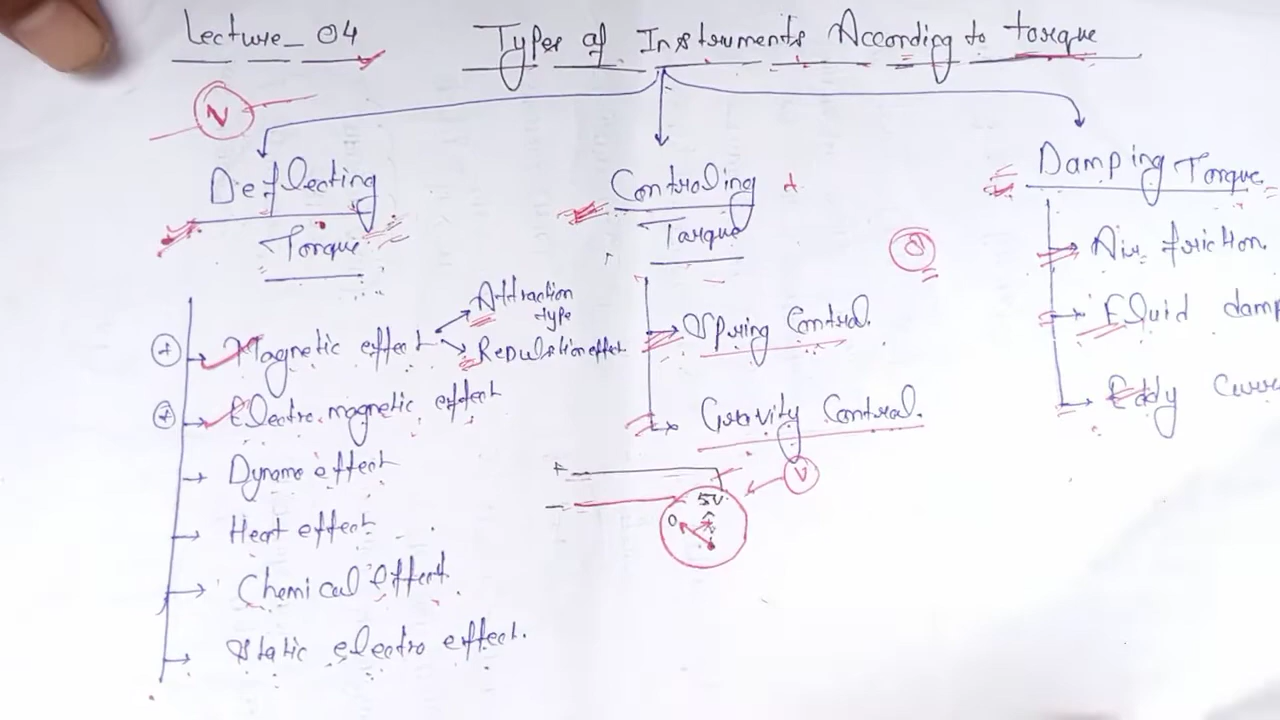 Lecture_04
Types of Instruments According to torque
N
Deflecting
Torque
Magnetic effect
Attraction
type
Repulsion effect
Electro magnetic effect
Dynamo effect
Heat effect
Chemical effect
Static electro effect.
Controling
Tarque
Spring Control.
Gravity Control.
+
-
V
5V
0
Damping Torque
Air friction.
Fluid damp
Eddy Curr